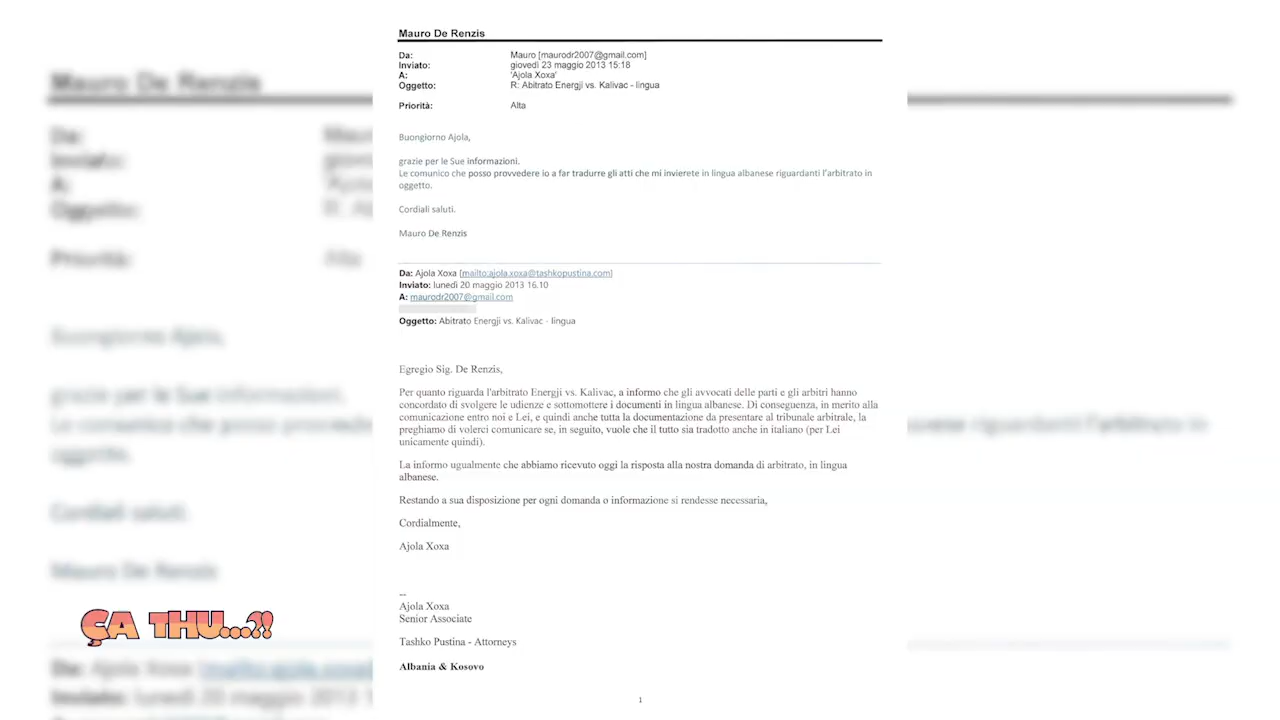 Mauro De Renzis
Da: Mauro [maurodr2007@gmail.com]
Inviato: giovedì 23 maggio 2013 15:18
A: 'Ajola Xoxa'
Oggetto: R: Abitrato Energji vs. Kalivac - lingua
Priorità: Alta
Buongiorno Ajola,
grazie per le Sue informazioni.
Le comunico che posso provvedere io a far tradurre gli atti che mi invierete in lingua albanese riguardanti l'arbitrato in
oggetto.
Cordiali saluti.
Mauro De Renzis
Da: Ajola Xoxa [mailto:ajola.xoxa@tashkopustina.com]
Inviato: lunedì 20 maggio 2013 16.10
A: maurodr2007@gmail.com
Oggetto: Abitrato Energji vs. Kalivac - lingua
Egregio Sig. De Renzis,
Per quanto riguarda l'arbitrato Energji vs. Kalivac, a informo che gli avvocati delle parti e gli arbitri hanno
concordato di svolgere le udienze e sottomottere i documenti in lingua albanese. Di conseguenza, in merito alla
comunicazione entro noi e Lei, e quindi anche tutta la documentazione da presentare al tribunale arbitrale, la
preghiamo di volerci comunicare se, in seguito, vuole che il tutto sia tradotto anche in italiano (per Lei
unicamente quindi).
La informo ugualmente che abbiamo ricevuto oggi la risposta alla nostra domanda di arbitrato, in lingua
albanese.
Restando a sua disposizione per ogni domanda o informazione si rendesse necessaria,
Cordialmente,
Ajola Xoxa
--
Ajola Xoxa
Senior Associate
Tashko Pustina - Attorneys
Albania & Kosovo
1
ÇA THU...?!